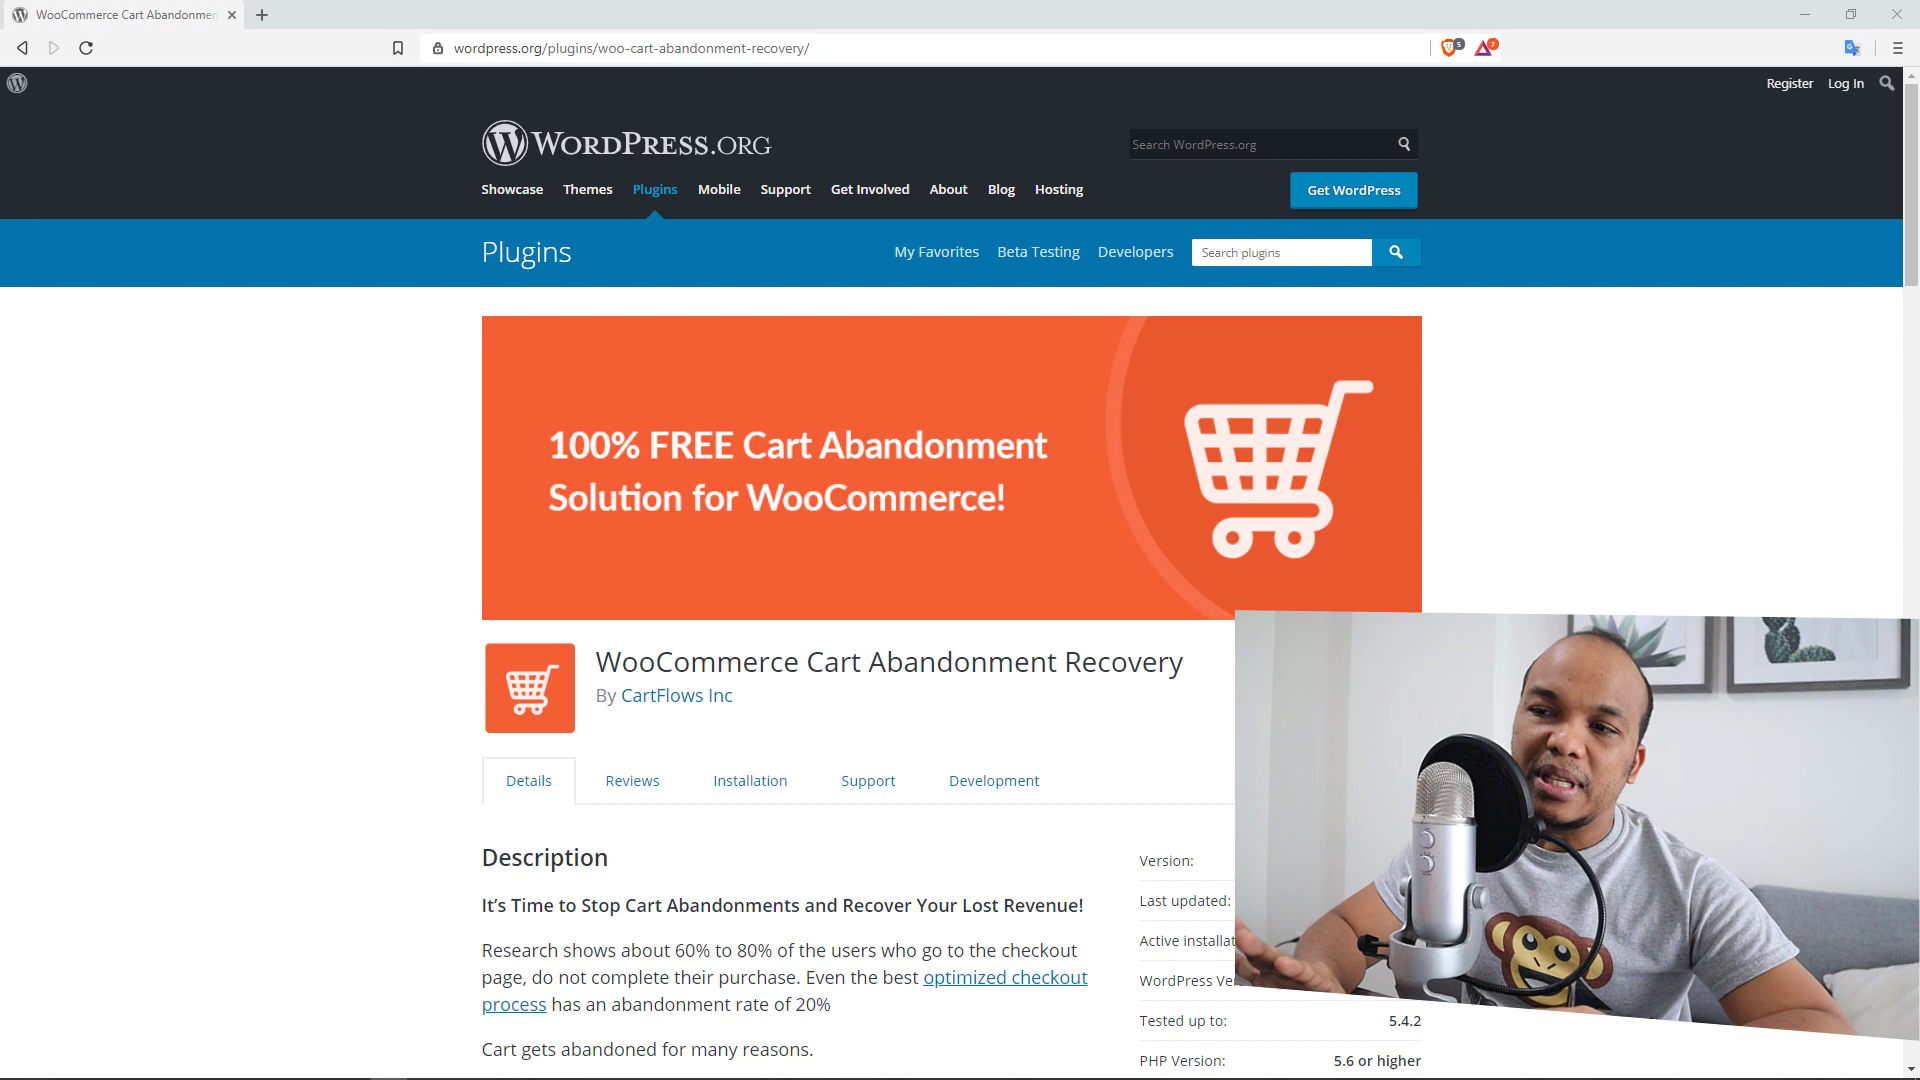 WooCommerce Cart Abandonmen
wordpress.org/plugins/woo-cart-abandonment-recovery/
5
7
Register Log In
WORDPRESS.ORG
Search WordPress.org
Showcase Themes Plugins Mobile Support Get Involved About Blog Hosting
Get WordPress
Plugins
My Favorites Beta Testing Developers
Search plugins
100% FREE Cart Abandonment
Solution for WooCommerce!
WooCommerce Cart Abandonment Recovery
By CartFlows Inc
Details Reviews Installation Support Development
Description
It’s Time to Stop Cart Abandonments and Recover Your Lost Revenue!
Research shows about 60% to 80% of the users who go to the checkout
page, do not complete their purchase. Even the best optimized checkout
process has an abandonment rate of 20%
Cart gets abandoned for many reasons.
Version:
Last updated:
Active installat
WordPress Ve
Tested up to: 5.4.2
PHP Version: 5.6 or higher